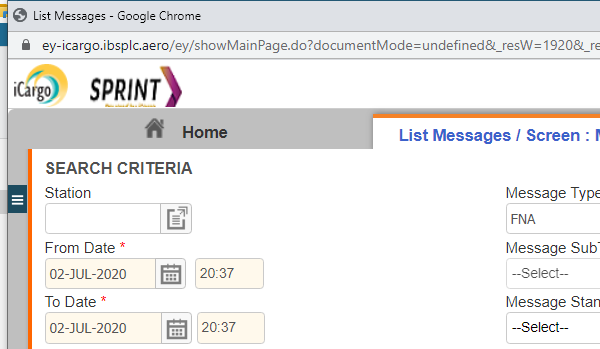 List Messages - Google Chrome
ey-icargo.ibsplc.aero/ey/showMainPage.do?documentMode=undefined&_resW=1920&_re
iCargo SPRINT
Home List Messages / Screen :
SEARCH CRITERIA
Station Message Type
FNA
From Date * Message SubT
02-JUL-2020 20:37 --Select--
To Date * Message Stan
02-JUL-2020 20:37 --Select--